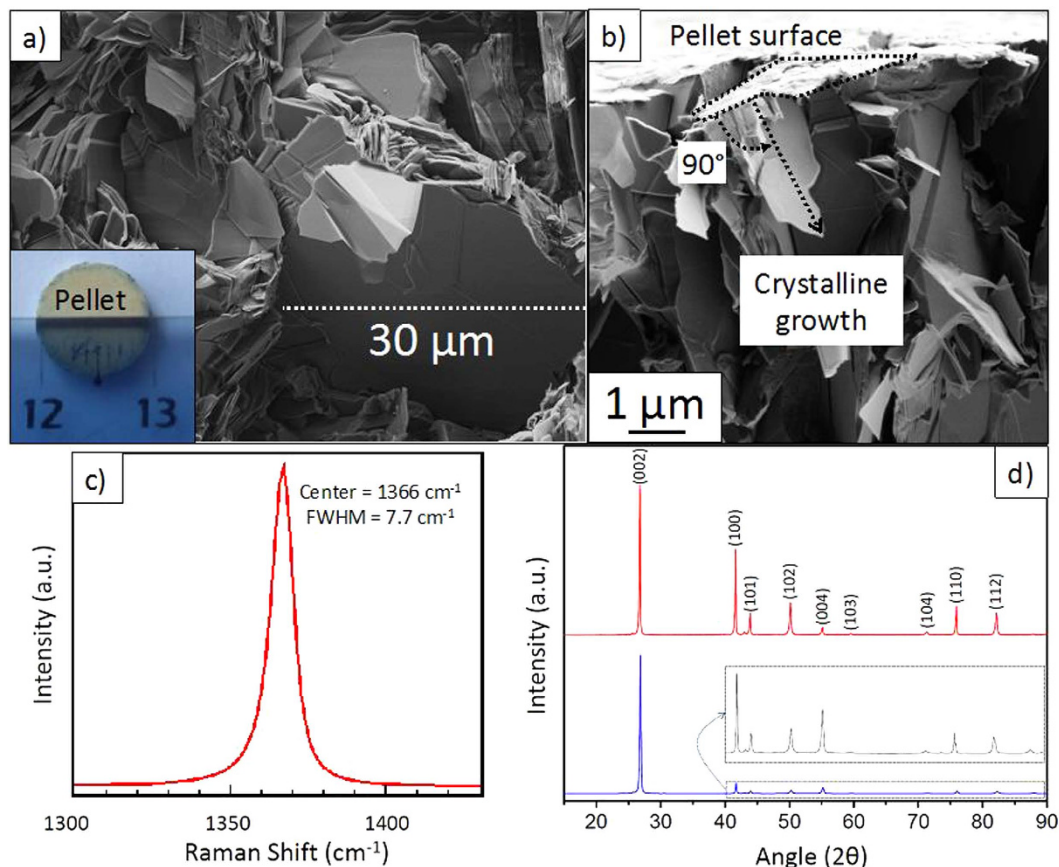 a)
Pellet
12
13
30 μm
b)
Pellet surface
90°
Crystalline
growth
1 μm
c)
Center = 1366 cm⁻¹
FWHM = 7.7 cm⁻¹
Intensity (a.u.)
1300
1350
1400
Raman Shift (cm⁻¹)
d)
(002)
(100)
(101)
(102)
(004)
(103)
(104)
(110)
(112)
Intensity (a.u.)
20
30
40
50
60
70
80
90
Angle (2θ)